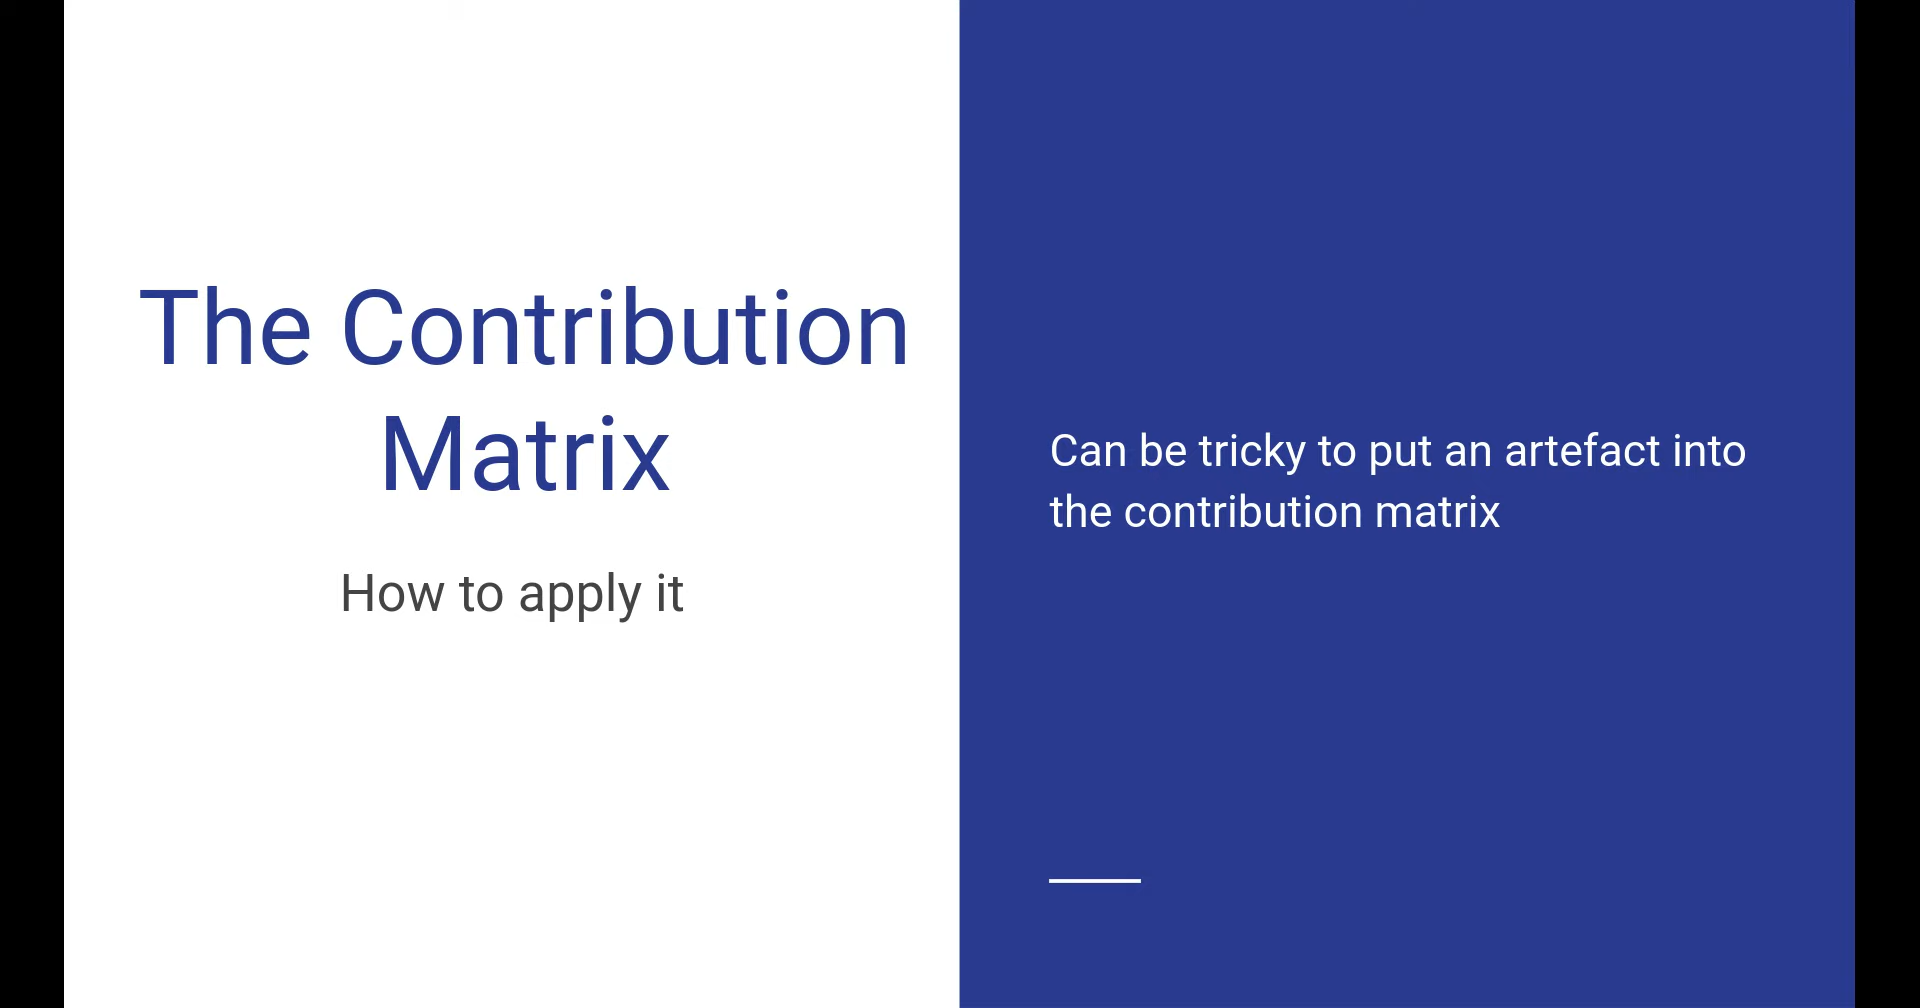 The Contribution
Matrix
How to apply it
Can be tricky to put an artefact into
the contribution matrix